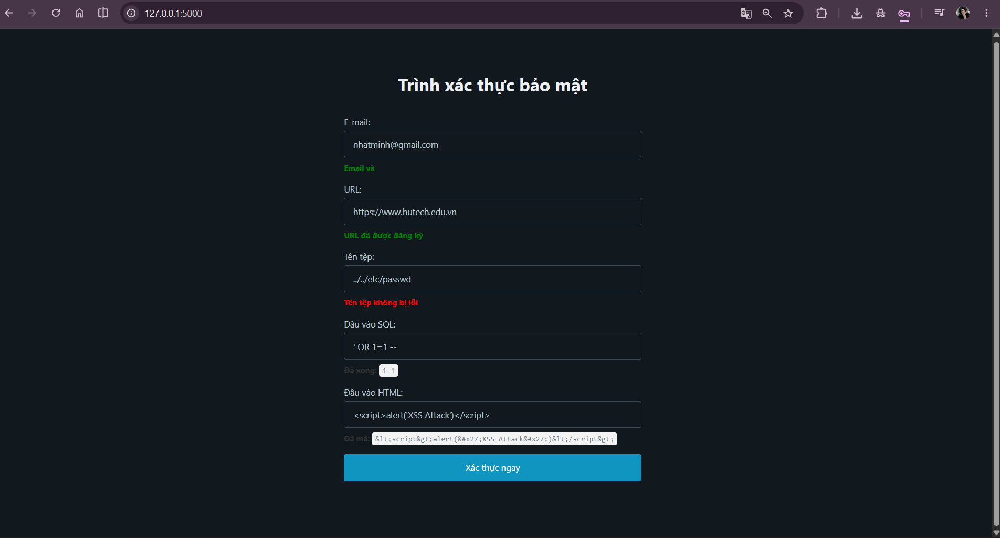 127.0.0.1:5000
Trình xác thực bảo mật
E-mail:
nhatminh@gmail.com
Email và
URL:
https://www.hutech.edu.vn
URL đã được đăng ký
Tên tệp:
../../etc/passwd
Tên tệp không bị lỗi
Đầu vào SQL:
' OR 1=1 --
Đã xong: 1=1
Đầu vào HTML:
<script>alert('XSS Attack')</script>
Đã mã: &lt;script&gt;alert(&#x27;XSS Attack&#x27;)&lt;/script&gt;
Xác thực ngay